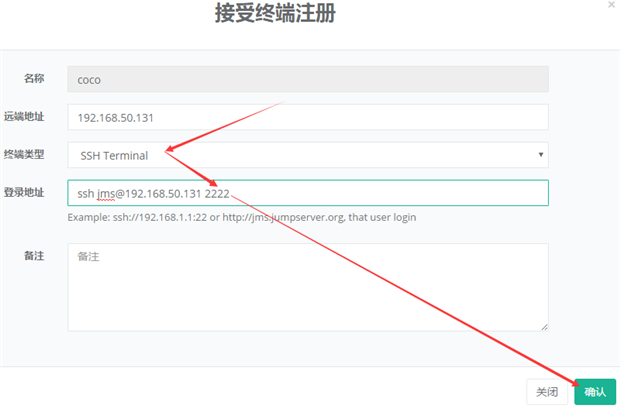 接受终端注册
×
名称 coco
远端地址 192.168.50.131
终端类型 SSH Terminal
登录地址 ssh jms@192.168.50.131 2222
Example: ssh://192.168.1.1:22 or http://jms.jumpserver.org, that user login
备注 备注
关闭 确认